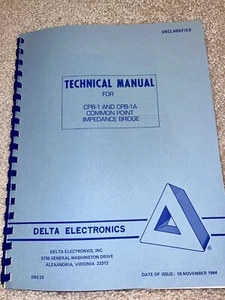 UNCLASSIFIED
TECHNICAL MANUAL
FOR
CPB-1 AND CPB-1A
COMMON POINT
IMPEDANCE BRIDGE
DELTA ELECTRONICS
®
DELTA ELECTRONICS, INC.
5730 GENERAL WASHINGTON DRIVE
ALEXANDRIA, VIRGINIA 22312
DATE OF ISSUE: 18 NOVEMBER 1964